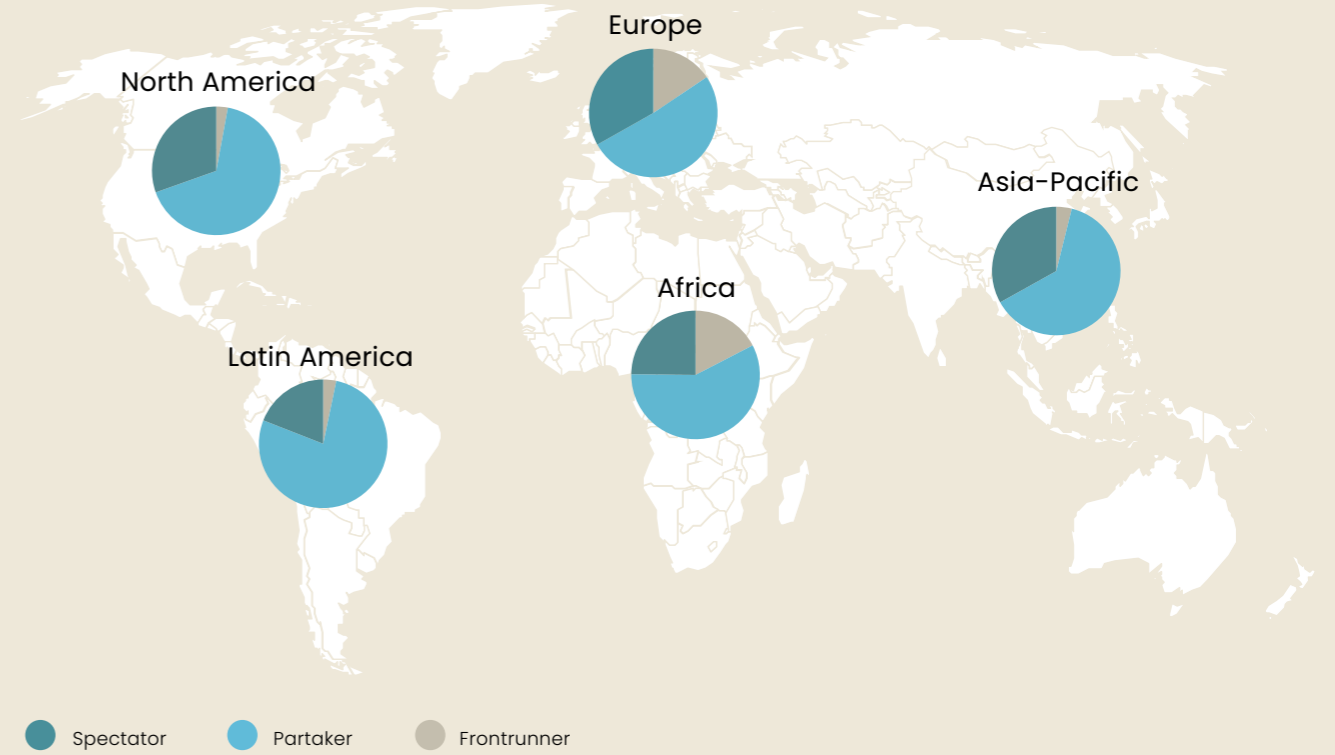 Europe
North America
Asia-Pacific
Africa
Latin America
Spectator
Partaker
Frontrunner